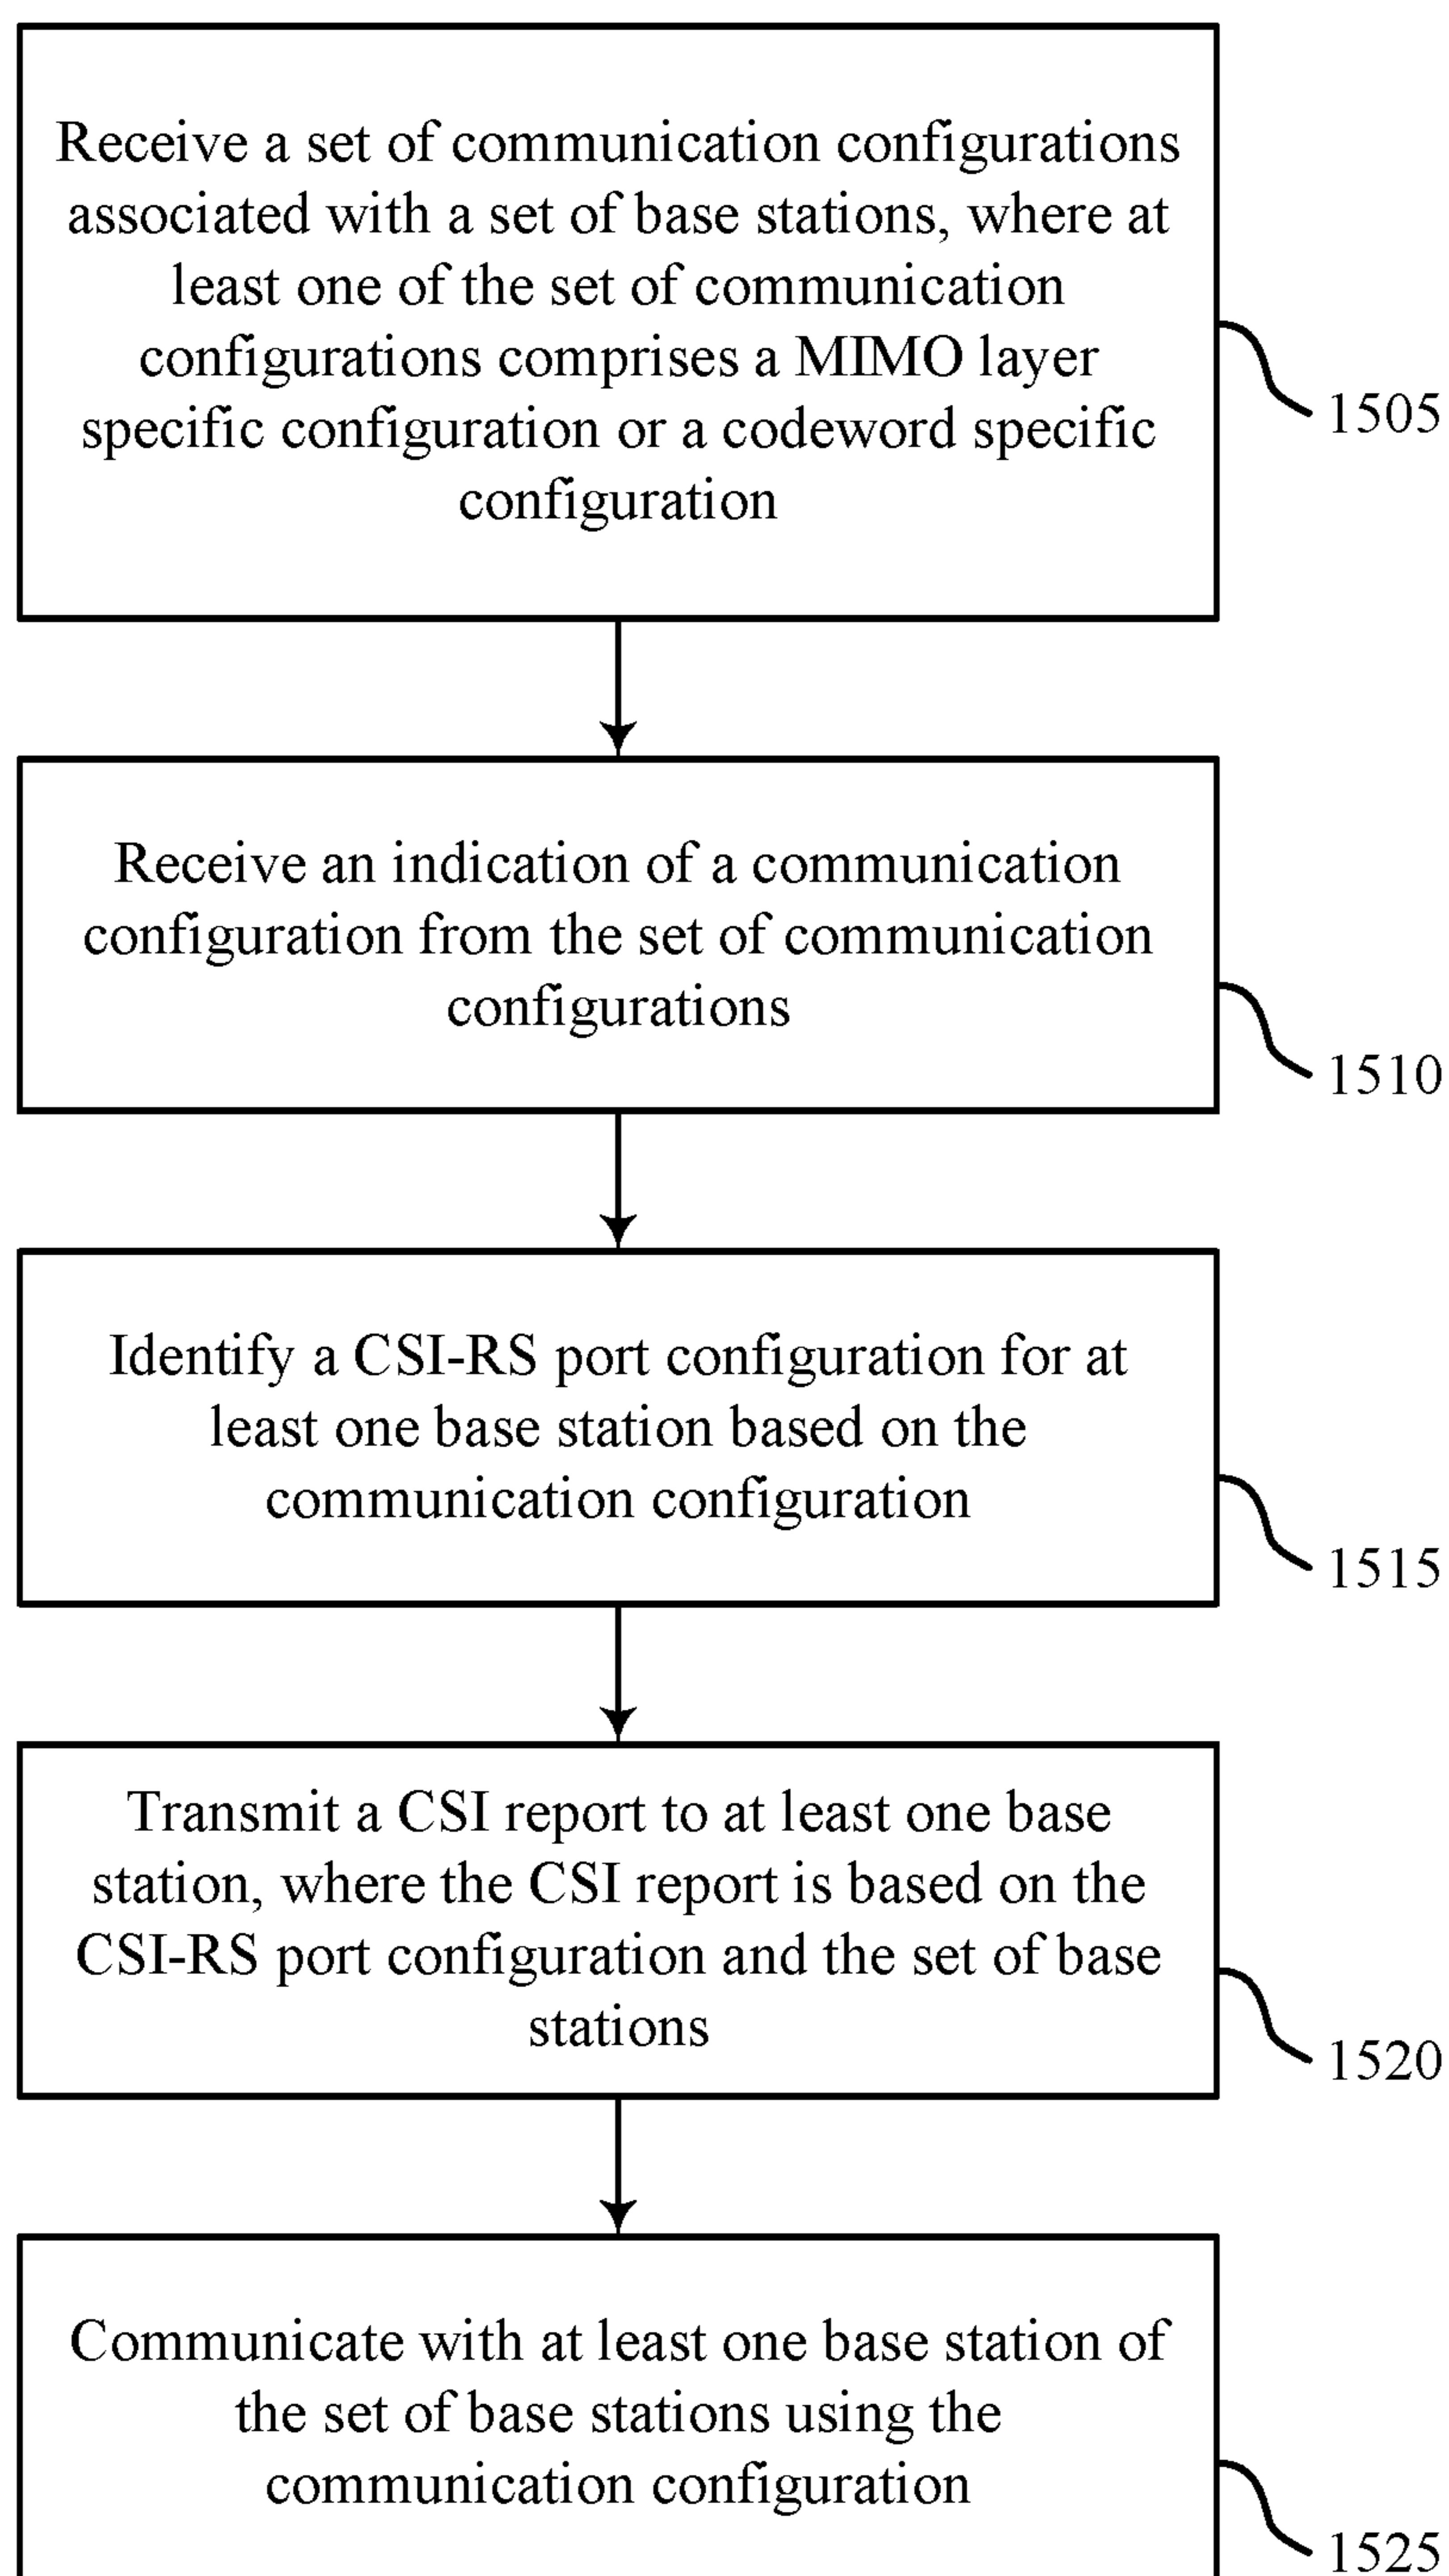 Receive a set of communication configurations
associated with a set of base stations, where at
least one of the set of communication
configurations comprises a MIMO layer
specific configuration or a codeword specific
configuration
1505
Receive an indication of a communication
configuration from the set of communication
configurations
1510
Identify a CSI-RS port configuration for at
least one base station based on the
communication configuration
1515
Transmit a CSI report to at least one base
station, where the CSI report is based on the
CSI-RS port configuration and the set of base
stations
1520
Communicate with at least one base station of
the set of base stations using the
communication configuration
1525